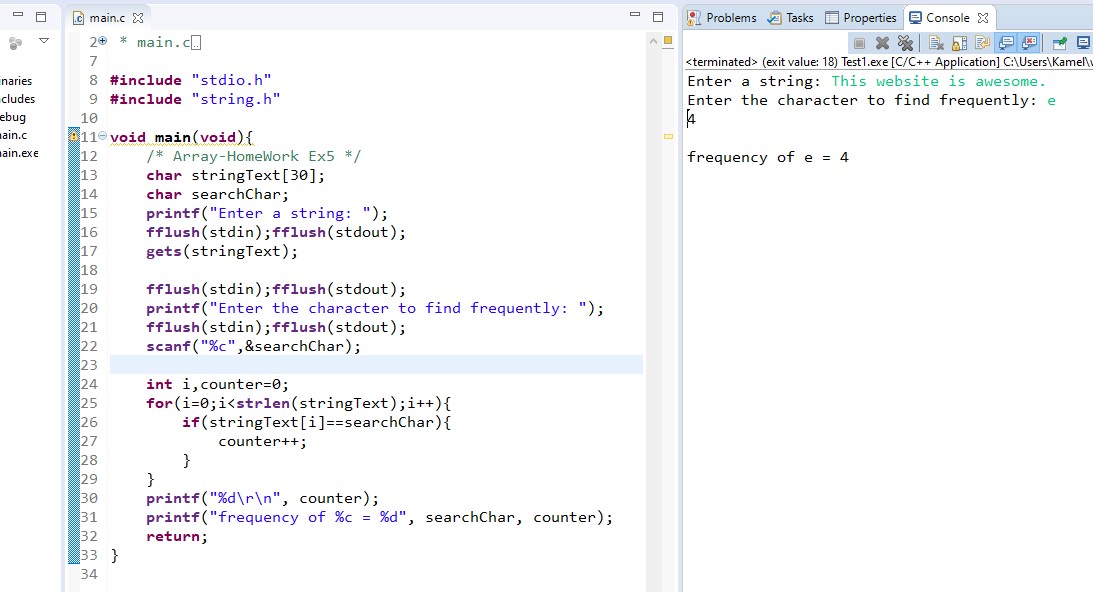 main.c
Problems Tasks Properties Console
<terminated> (exit value: 18) Test1.exe [C/C++ Application] C:\Users\Kamel\
inaries
cludes
ebug
ain.c
ain.exe
2 * main.c
7
8 #include "stdio.h"
9 #include "string.h"
10
11 void main(void){
12 /* Array-HomeWork Ex5 */
13 char stringText[30];
14 char searchChar;
15 printf("Enter a string: ");
16 fflush(stdin);fflush(stdout);
17 gets(stringText);
18
19 fflush(stdin);fflush(stdout);
20 printf("Enter the character to find frequently: ");
21 fflush(stdin);fflush(stdout);
22 scanf("%c",&searchChar);
23
24 int i,counter=0;
25 for(i=0;i<strlen(stringText);i++){
26 if(stringText[i]==searchChar){
27 counter++;
28 }
29 }
30 printf("%d\r\n", counter);
31 printf("frequency of %c = %d", searchChar, counter);
32 return;
33 }
34
Enter a string: This website is awesome.
Enter the character to find frequently: e
4
frequency of e = 4